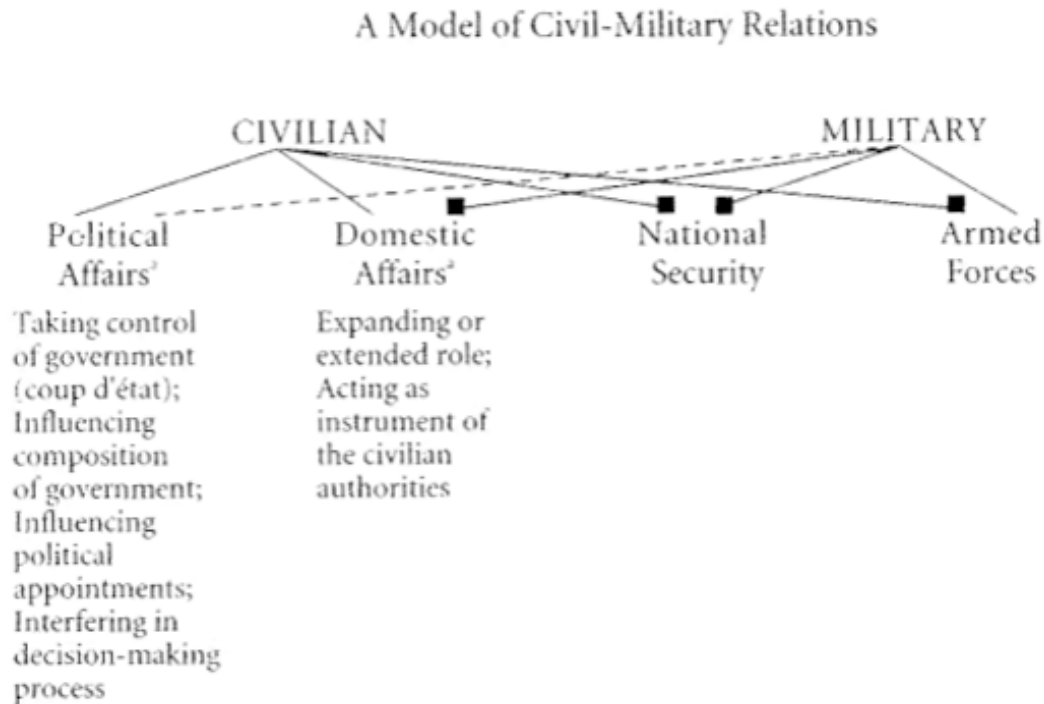 A Model of Civil-Military Relations
CIVILIAN
MILITARY
Political
Affairs³
Domestic
Affairs⁴
National
Security
Armed
Forces
Taking control
of government
(coup d'état);
Influencing
composition
of government;
Influencing
political
appointments;
Interfering in
decision-making
process
Expanding or
extended role;
Acting as
instrument of
the civilian
authorities